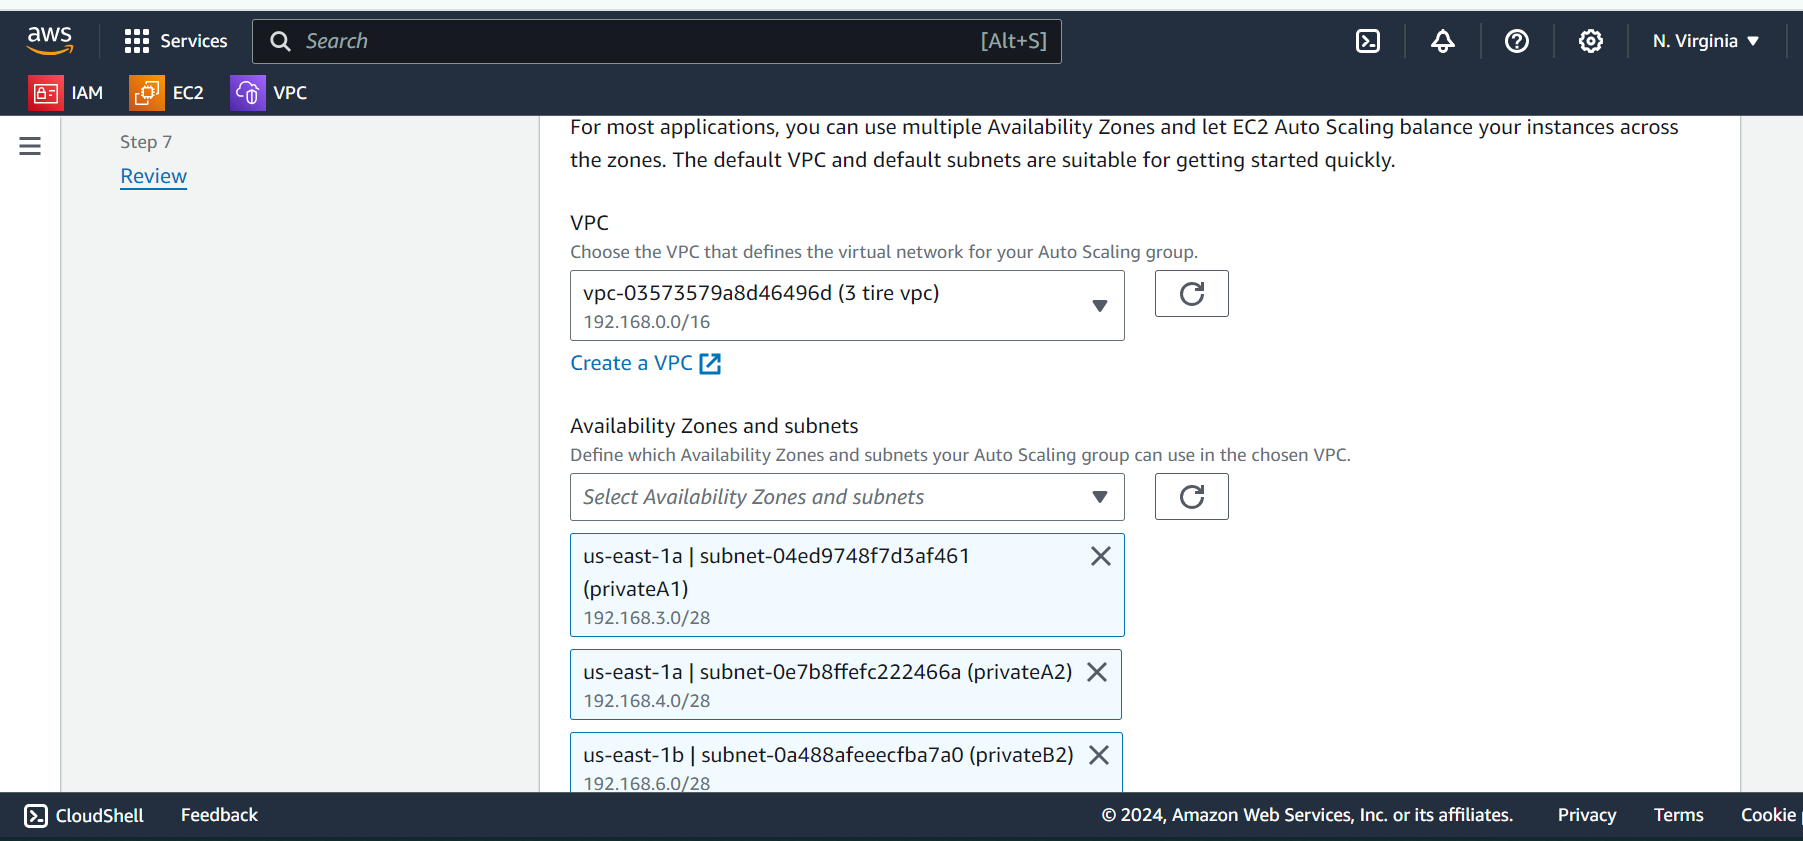 aws
Services
Search
[Alt+S]
N. Virginia
IAM
EC2
VPC
Step 7
Review
For most applications, you can use multiple Availability Zones and let EC2 Auto Scaling balance your instances across
the zones. The default VPC and default subnets are suitable for getting started quickly.
VPC
Choose the VPC that defines the virtual network for your Auto Scaling group.
vpc-03573579a8d46496d (3 tire vpc)
192.168.0.0/16
Create a VPC
Availability Zones and subnets
Define which Availability Zones and subnets your Auto Scaling group can use in the chosen VPC.
Select Availability Zones and subnets
us-east-1a | subnet-04ed9748f7d3af461
(privateA1)
192.168.3.0/28
us-east-1a | subnet-0e7b8ffefc222466a (privateA2)
192.168.4.0/28
us-east-1b | subnet-0a488afeeecfba7a0 (privateB2)
192.168.6.0/28
CloudShell
Feedback
© 2024, Amazon Web Services, Inc. or its affiliates.
Privacy
Terms
Cookie